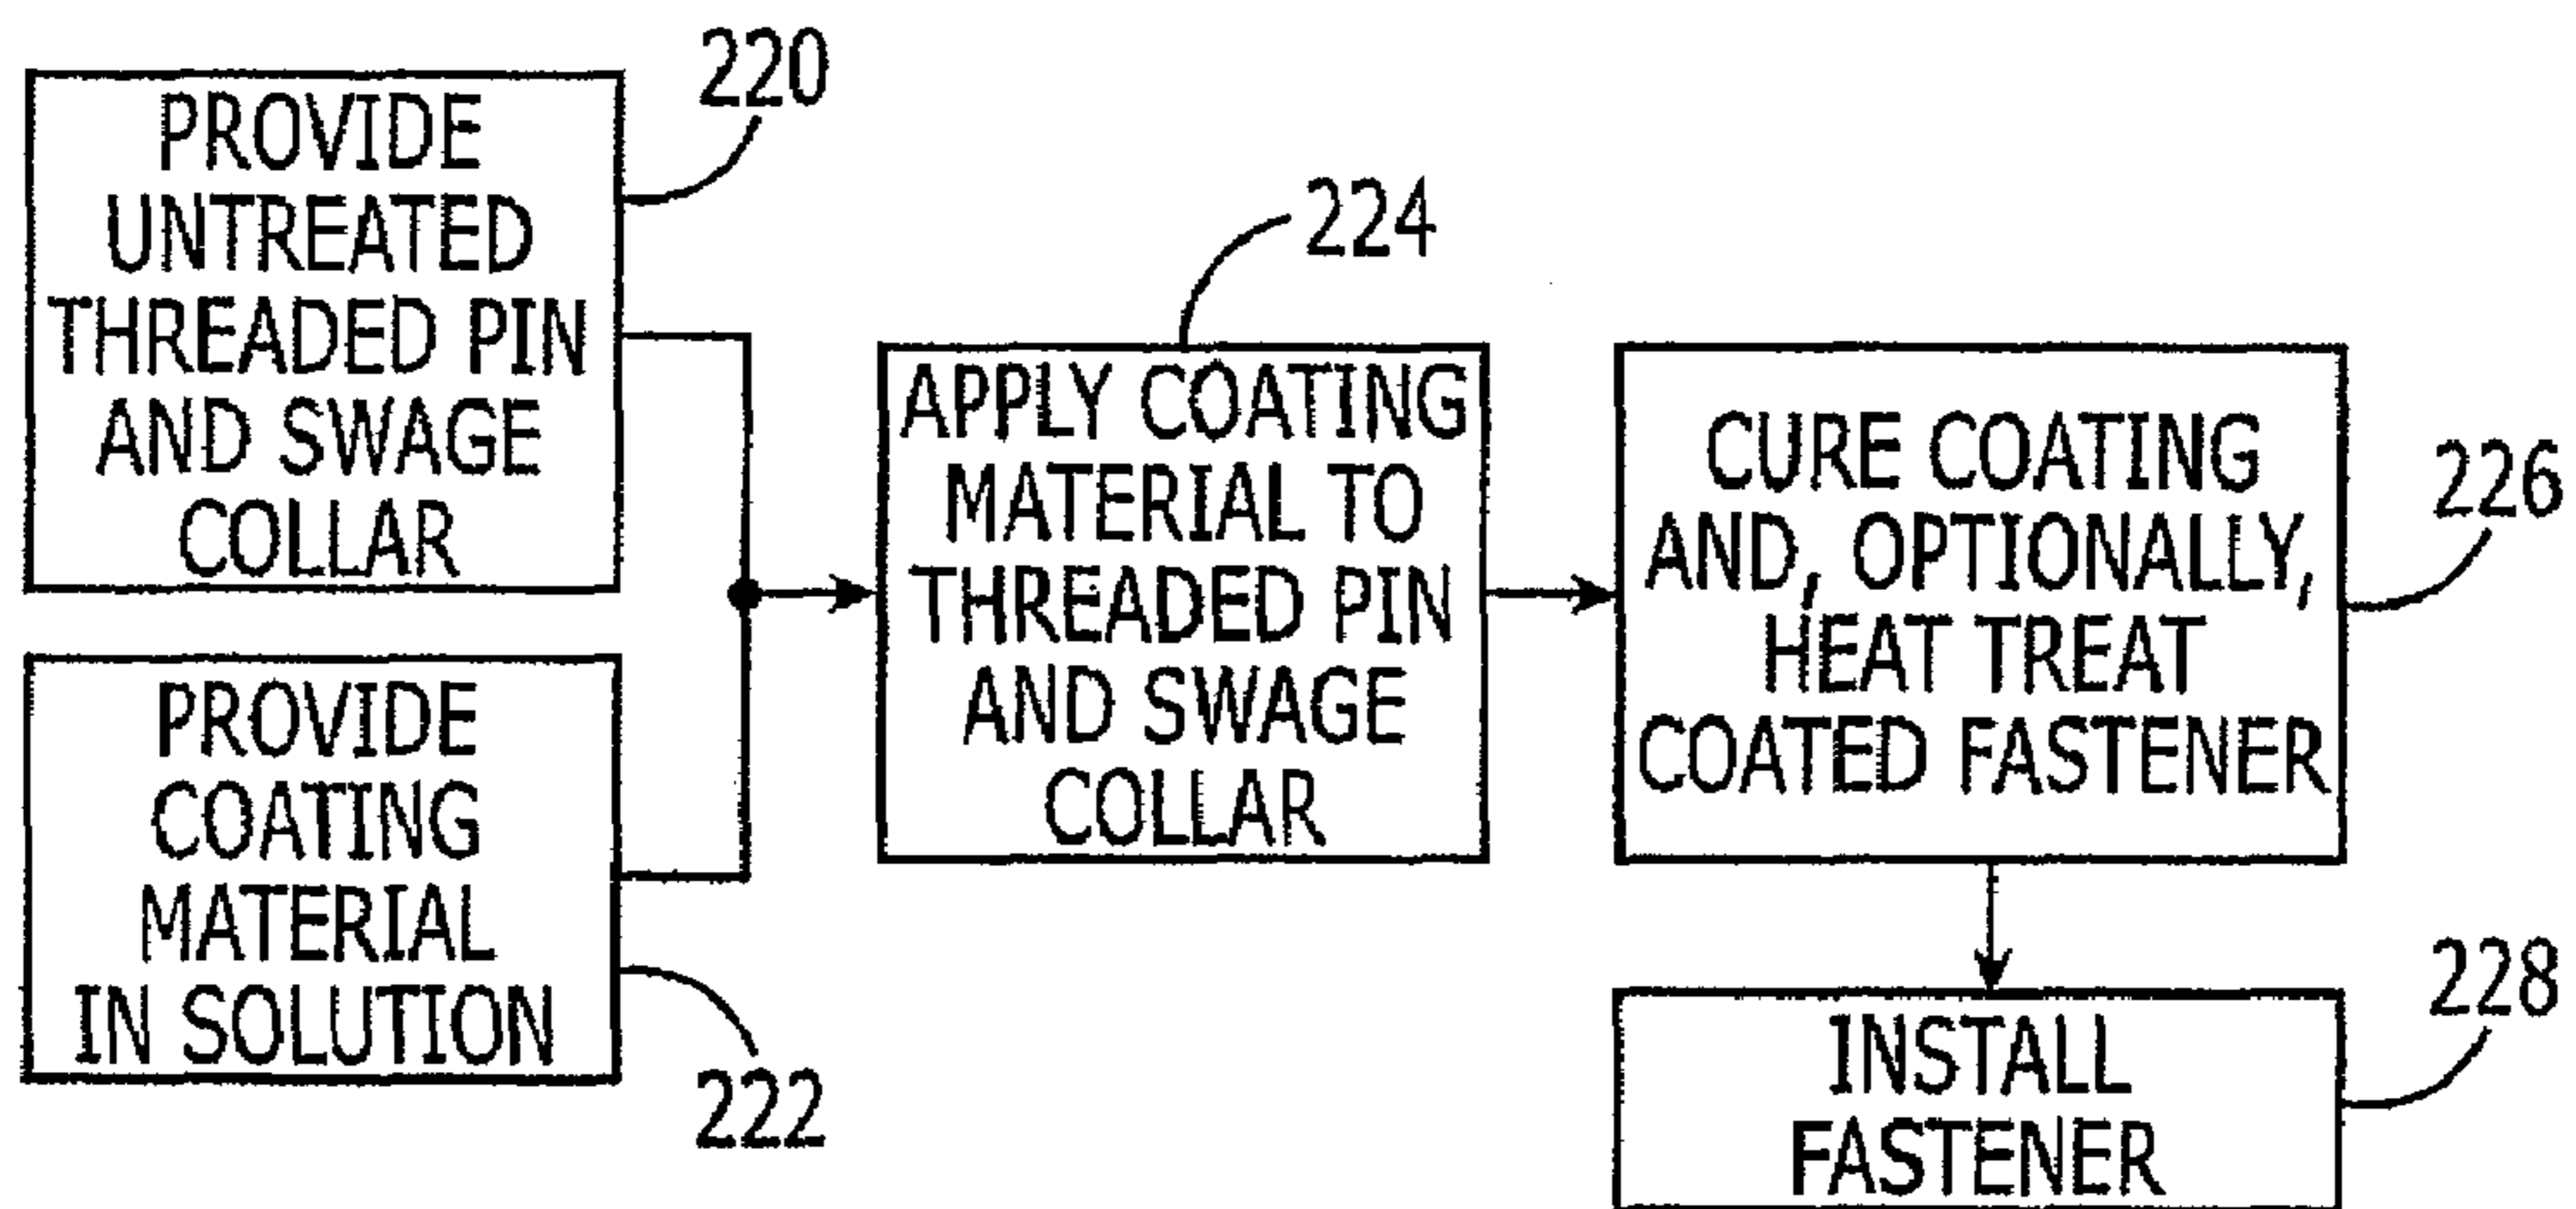 220
PROVIDE
UNTREATED
THREADED PIN
AND SWAGE
COLLAR
PROVIDE
COATING
MATERIAL
IN SOLUTION
222
224
APPLY COATING
MATERIAL TO
THREADED PIN
AND SWAGE
COLLAR
CURE COATING
AND, OPTIONALLY,
HEAT TREAT
COATED FASTENER
226
INSTALL
FASTENER
228